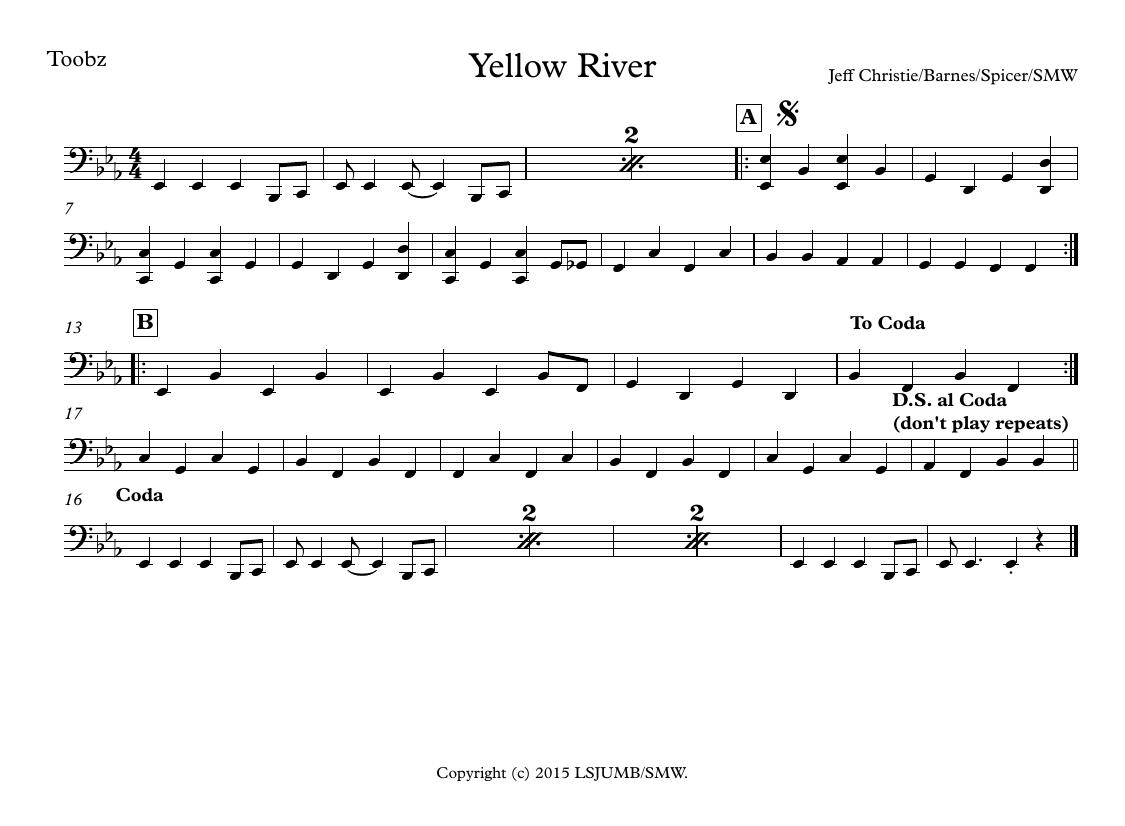 Toobz
Yellow River
Jeff Christie/Barnes/Spicer/SMW
A
2
4
4
7
13
B
To Coda
D.S. al Coda
(don't play repeats)
17
16
Coda
2
2
Copyright (c) 2015 LSJUMB/SMW.